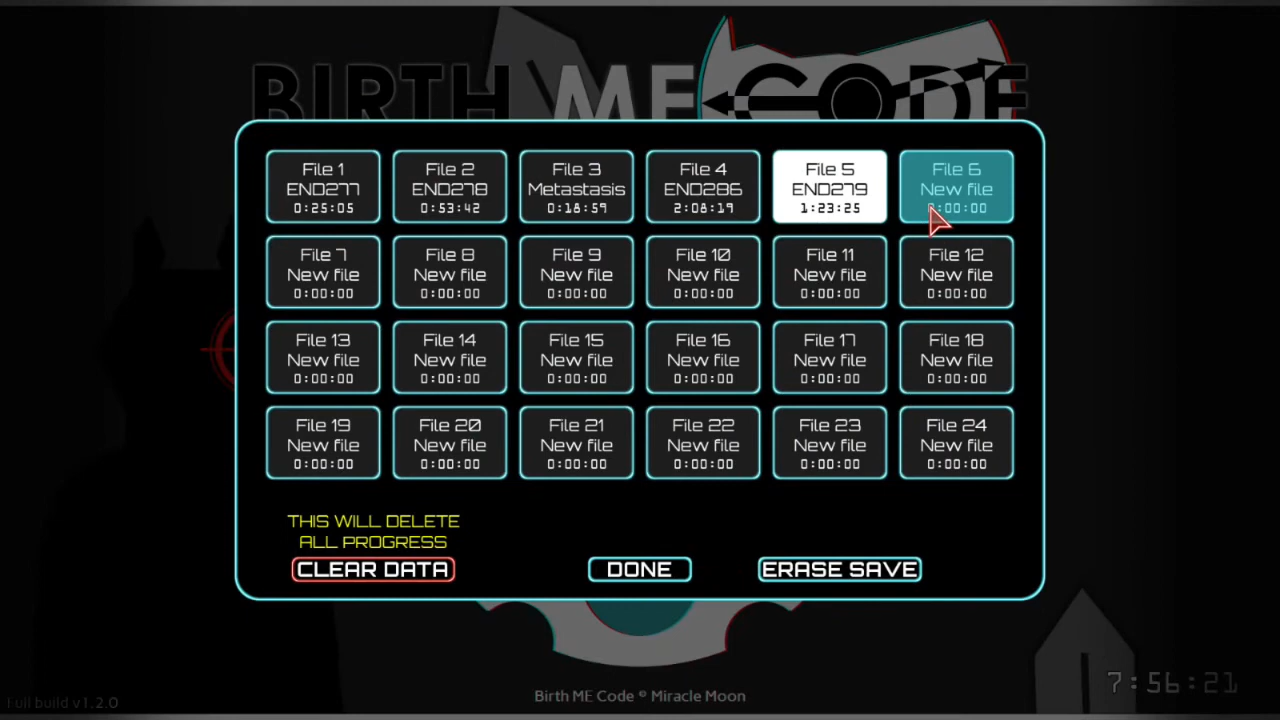 BIRTH ME CODE
File 1
END277
0:25:05
File 2
END278
0:53:42
File 3
Metastasis
0:18:59
File 4
END286
2:08:19
File 5
END279
1:23:25
File 6
New file
0:00:00
File 7
New file
0:00:00
File 8
New file
0:00:00
File 9
New file
0:00:00
File 10
New file
0:00:00
File 11
New file
0:00:00
File 12
New file
0:00:00
File 13
New file
0:00:00
File 14
New file
0:00:00
File 15
New file
0:00:00
File 16
New file
0:00:00
File 17
New file
0:00:00
File 18
New file
0:00:00
File 19
New file
0:00:00
File 20
New file
0:00:00
File 21
New file
0:00:00
File 22
New file
0:00:00
File 23
New file
0:00:00
File 24
New file
0:00:00
THIS WILL DELETE
ALL PROGRESS
CLEAR DATA
DONE
ERASE SAVE
Full build v1.2.0
Birth ME Code © Miracle Moon
7:56:21